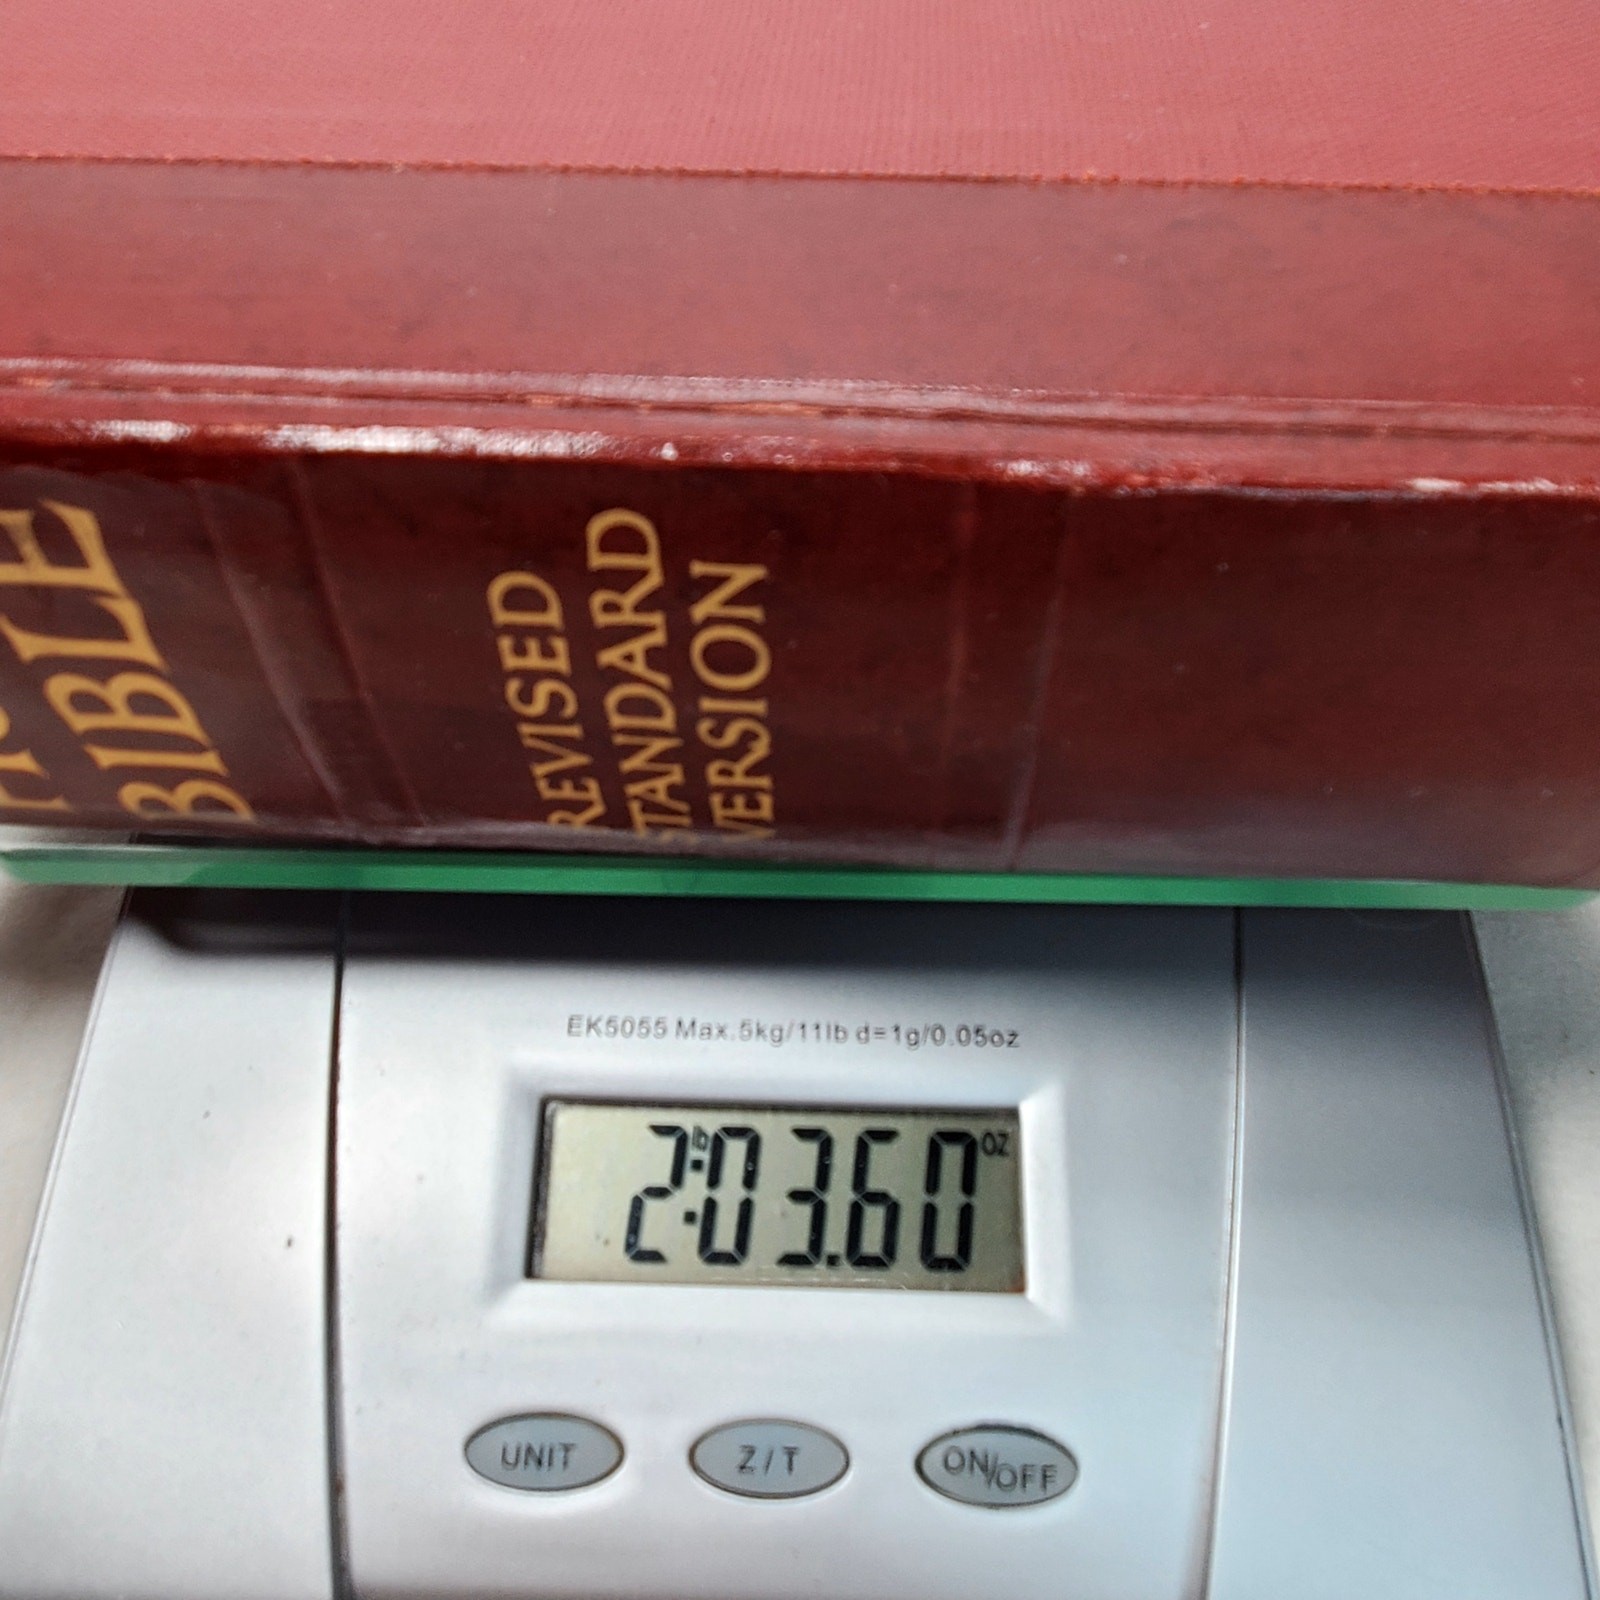 BIBLE
REVISED
STANDARD
VERSION
EK5055 Max.5kg/11lb d=1g/0.05oz
2lb:03.60oz
UNIT
Z/T
ON/OFF